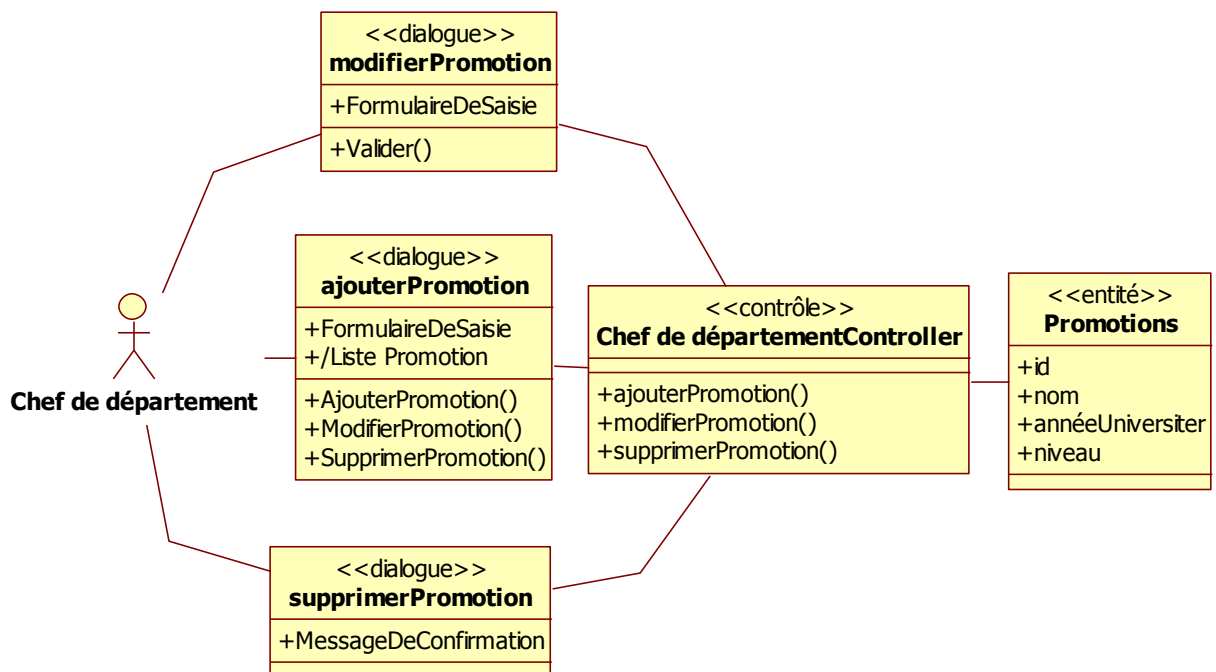 <<dialogue>>
modifierPromotion
+FormulaireDeSaisie
+Valider()
<<dialogue>>
ajouterPromotion
+FormulaireDeSaisie
+/Liste Promotion
+AjouterPromotion()
+ModifierPromotion()
+SupprimerPromotion()
Chef de département
<<contrôle>>
Chef de départementController
+ajouterPromotion()
+modifierPromotion()
+supprimerPromotion()
<<entité>>
Promotions
+id
+nom
+annéeUniversiter
+niveau
<<dialogue>>
supprimerPromotion
+MessageDeConfirmation